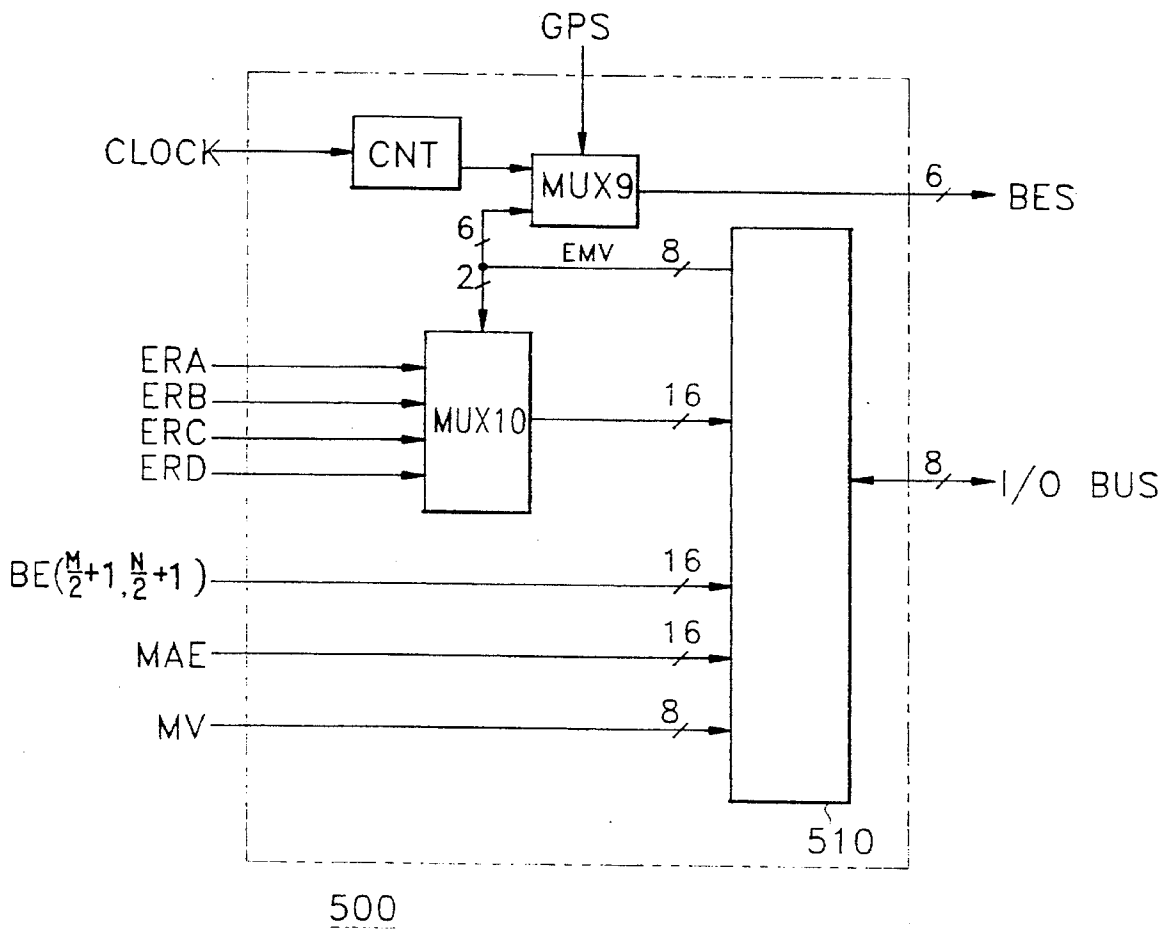 GPS
CLOCK
CNT
MUX9
6
BES
6
EMV
8
2
ERA
ERB
ERC
ERD
MUX10
16
8
I/O BUS
BE(M/2+1,N/2+1)
16
MAE
16
MV
8
510
500